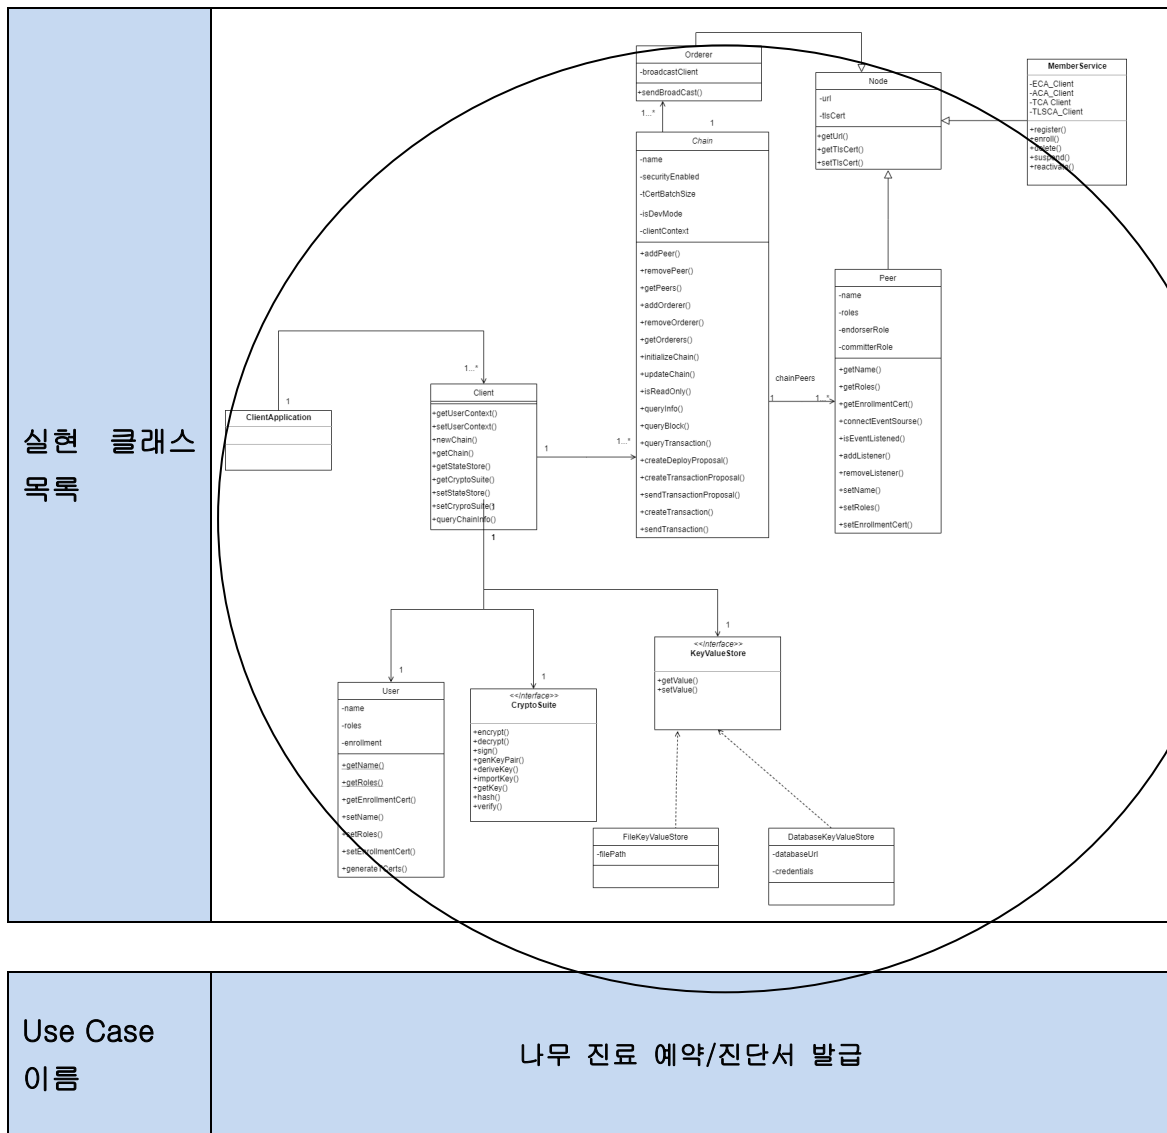 실현 클래스
목록
Orderer
-broadcastClient
+sendBroadCast()
1...*
1
Node
-url
-tlsCert
+getUrl()
+getTlsCert()
+setTlsCert()
MemberService
-ECA_Client
-ACA_Client
-TCA Client
-TLSCA_Client
+register()
+enroll()
+delete()
+suspend()
+reactivate()
Chain
-name
-securityEnabled
-tCertBatchSize
-isDevMode
-clientContext
+addPeer()
+removePeer()
+getPeers()
+addOrderer()
+removeOrderer()
+getOrderers()
+initializeChain()
+updateChain()
+isReadOnly()
+queryInfo()
+queryBlock()
+queryTransaction()
+createDeployProposal()
+createTransactionProposal()
+sendTransactionProposal()
+createTransaction()
+sendTransaction()
chainPeers
1
1...*
Peer
-name
-roles
-endorserRole
-committerRole
+getName()
+getRoles()
+getEnrollmentCert()
+connectEventSourse()
+isEventListened()
+addListener()
+removeListener()
+setName()
+setRoles()
+setEnrollmentCert()
1
ClientApplication
1...*
Client
+getUserContext()
+setUserContext()
+newChain()
+getChain()
+getStateStore()
+getCryptoSuite()
+setStateStore()
+setCryproSuite()
+queryChainInfo()
1
1...*
1
1
1
User
-name
-roles
-enrollment
+getName()
+getRoles()
+getEnrollmentCert()
+setName()
+setRoles()
+setEnrollmentCert()
+generateTCerts()
1
<<Interface>>
CryptoSuite
+encrypt()
+decrypt()
+sign()
+genKeyPair()
+deriveKey()
+importKey()
+getKey()
+hash()
+verify()
1
<<Interface>>
KeyValueStore
+getValue()
+setValue()
FileKeyValueStore
-filePath
DatabaseKeyValueStore
-databaseUrl
-credentials
Use Case
이름
나무 진료 예약/진단서 발급